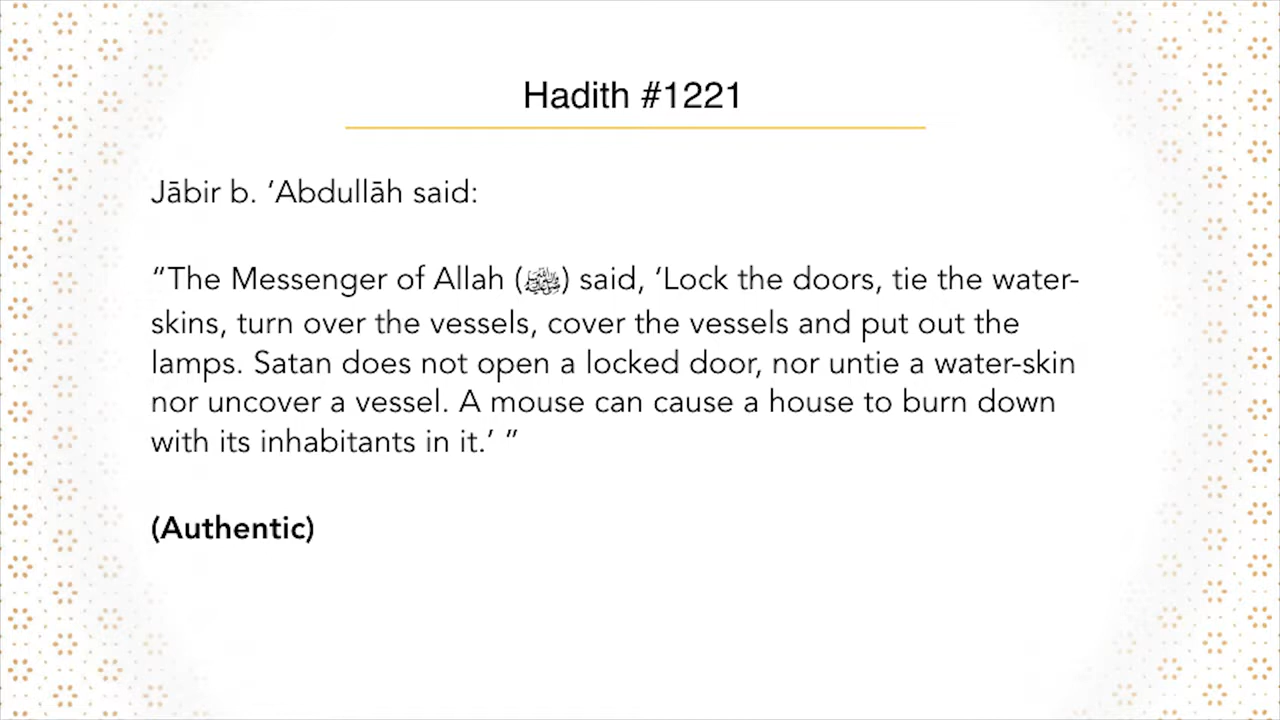 Hadith #1221
Jābir b. ‘Abdullāh said:
“The Messenger of Allah (ﷺ) said, ‘Lock the doors, tie the water-
skins, turn over the vessels, cover the vessels and put out the
lamps. Satan does not open a locked door, nor untie a water-skin
nor uncover a vessel. A mouse can cause a house to burn down
with its inhabitants in it.’ ”
(Authentic)